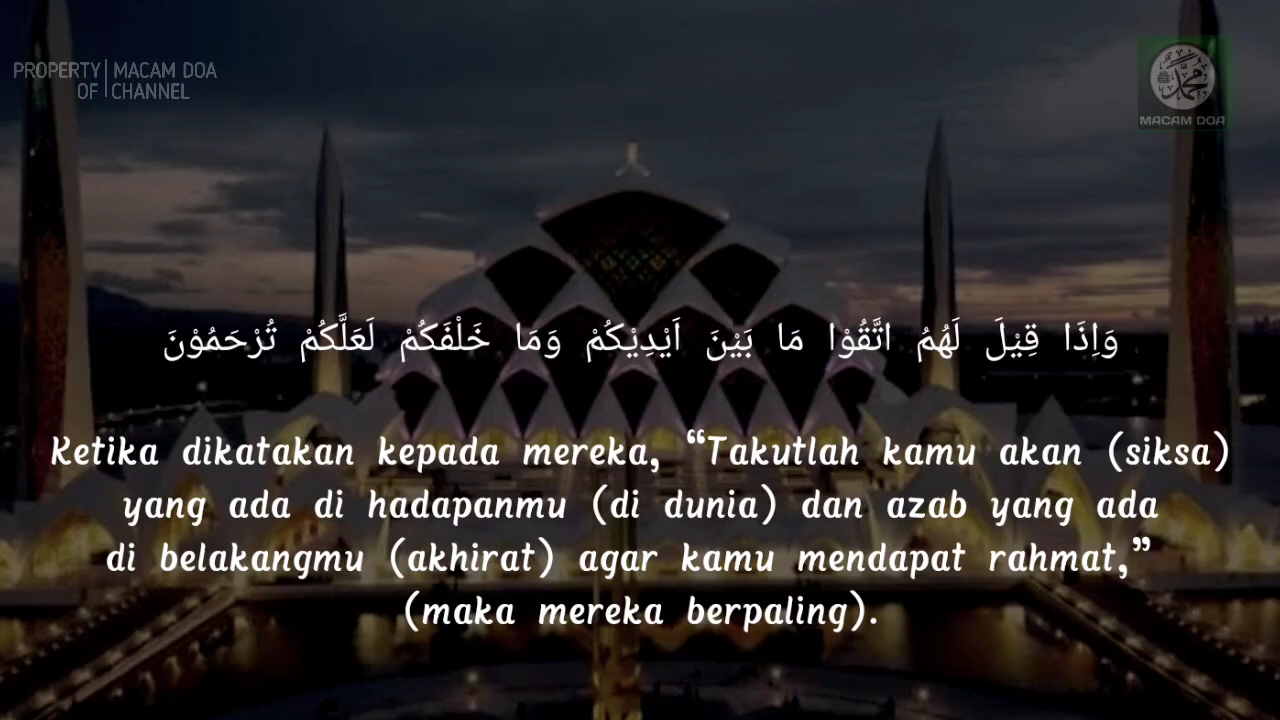 PROPERTY OF | MACAM DOA CHANNEL
محمد
MACAM DOA
وَاِذَا قِيْلَ لَهُمُ اتَّقُوْا مَا بَيْنَ اَيْدِيْكُمْ وَمَا خَلْفَكُمْ لَعَلَّكُمْ تُرْحَمُوْنَ
Ketika dikatakan kepada mereka, “Takutlah kamu akan (siksa)
yang ada di hadapanmu (di dunia) dan azab yang ada
di belakangmu (akhirat) agar kamu mendapat rahmat,”
(maka mereka berpaling).